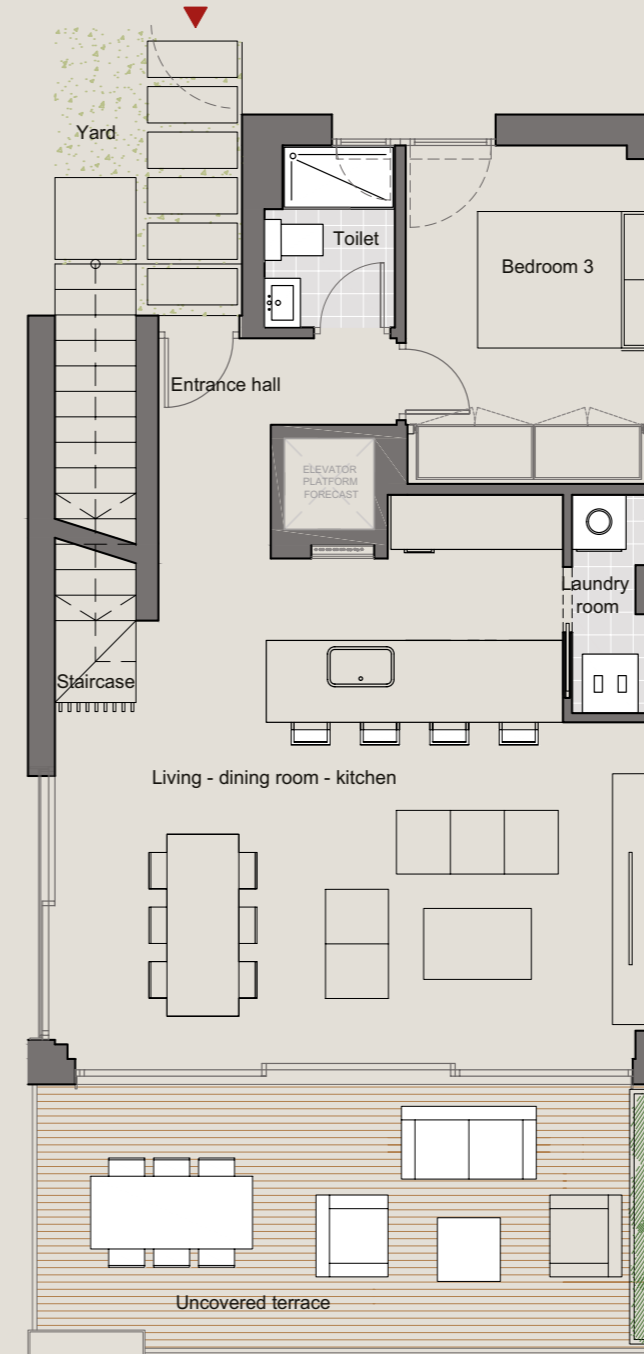 Yard
Toilet
Bedroom 3
Entrance hall
ELEVATOR
PLATFORM
FORECAST
Laundry
room
Staircase
Living - dining room - kitchen
Uncovered terrace